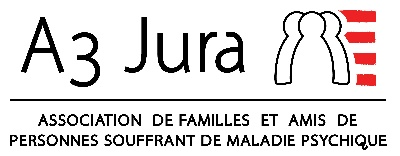 A3 Jura
ASSOCIATION DE FAMILLES ET AMIS DE
PERSONNES SOUFFRANT DE MALADIE PSYCHIQUE